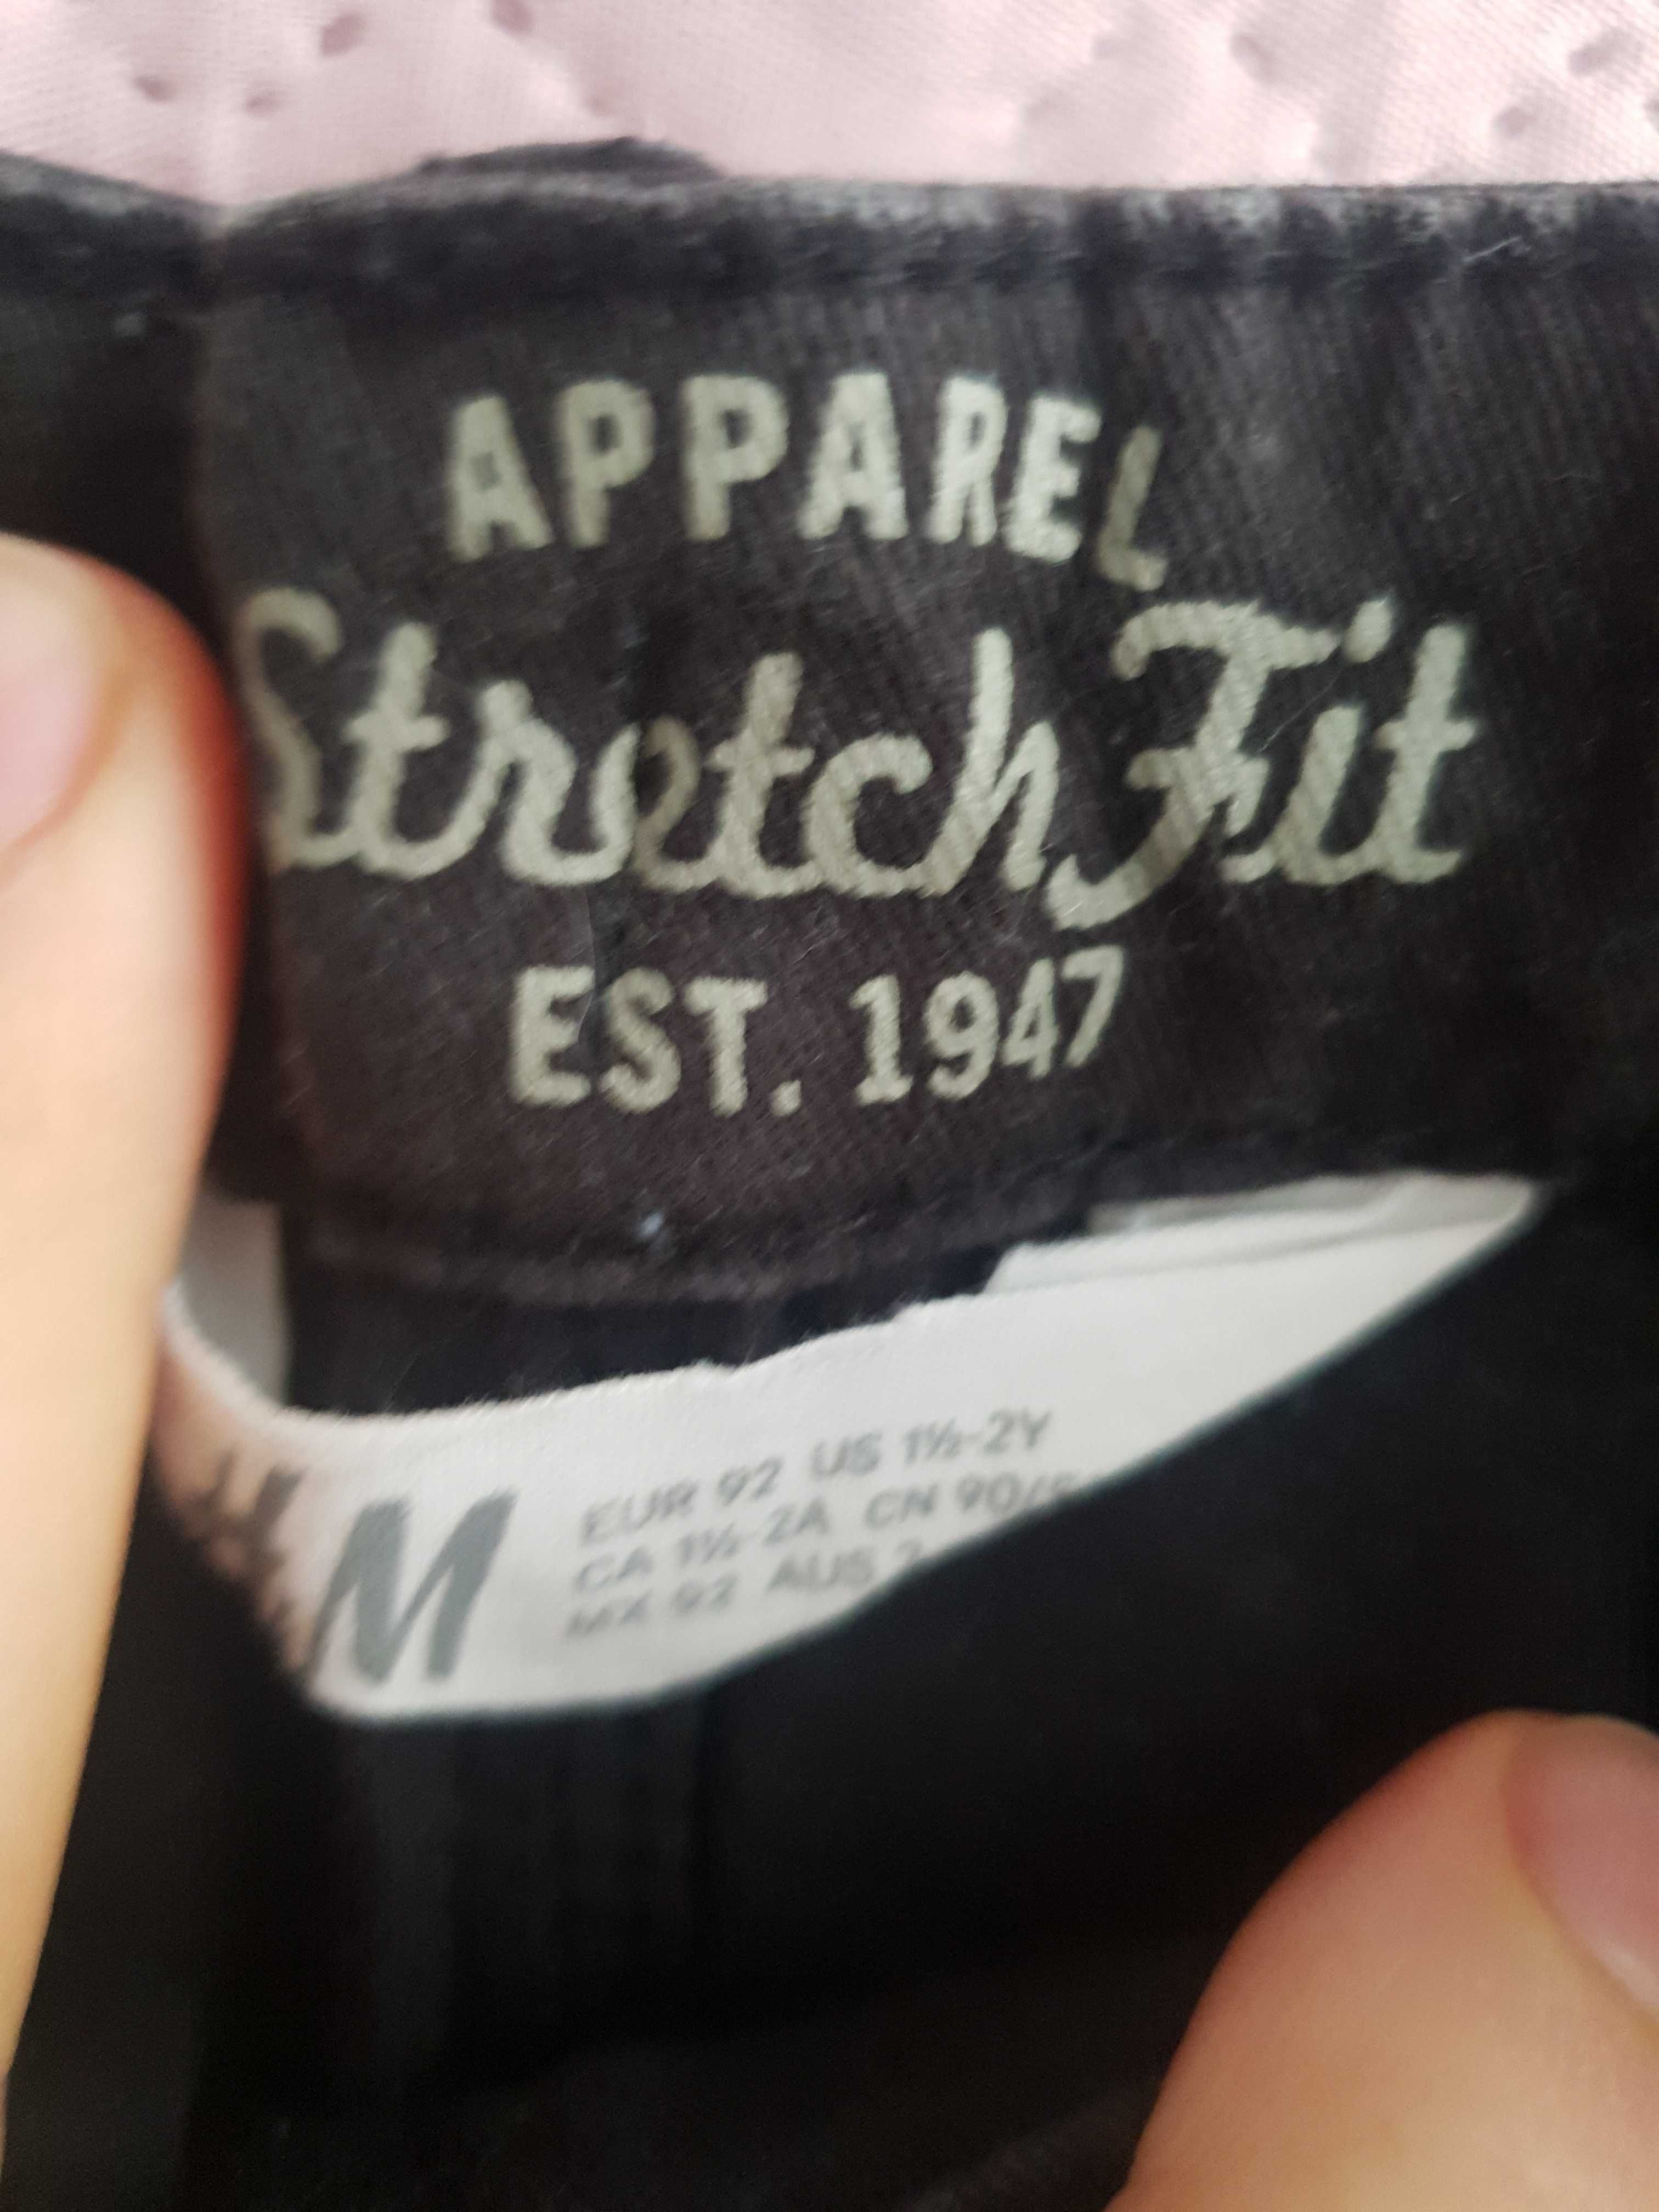 APPAREL
Stretch Fit
EST. 1947
H&M
EUR 92 US 1½-2Y
CA 1½-2A CN 90/
MX 92 AUS 2